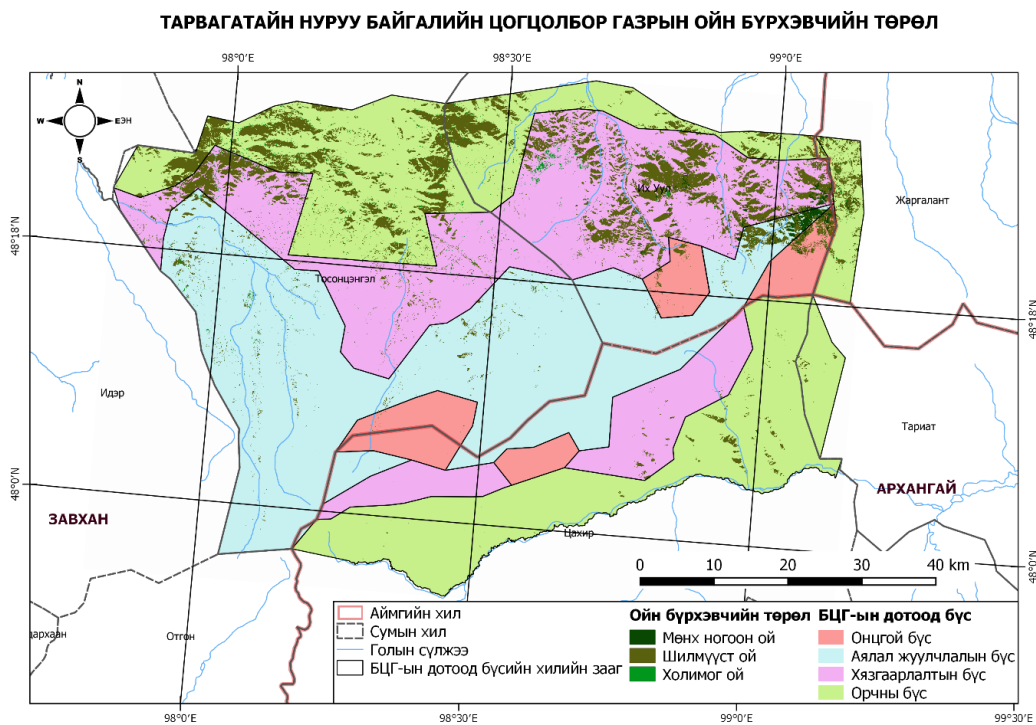 ТАРВАГАТАЙН НУРУУ БАЙГАЛИЙН ЦОГЦОЛБОР ГАЗРЫН ОЙН БҮРХЭВЧИЙН ТӨРӨЛ
98°0'E 98°30'E 99°0'E
N
W E
S
ЭН
Их Уул
Жаргалант
48°18'N
Тосонцэнгэл
48°18'N
Идэр
Тариат
48°0'N
АРХАНГАЙ
ЗАВХАН
Цахир
48°0'N
0 10 20 30 40 km
дархаан
Отгон
Аймгийн хил
Сумын хил
Голын сүлжээ
БЦГ-ын дотоод бүсийн хилийн зааг
Ойн бүрхэвчийн төрөл
Мөнх ногоон ой
Шилмүүст ой
Холимог ой
БЦГ-ын дотоод бүс
Онцгой бүс
Аялал жуулчлалын бүс
Хязгаарлалтын бүс
Орчны бүс
98°0'E 98°30'E 99°0'E 99°30'E